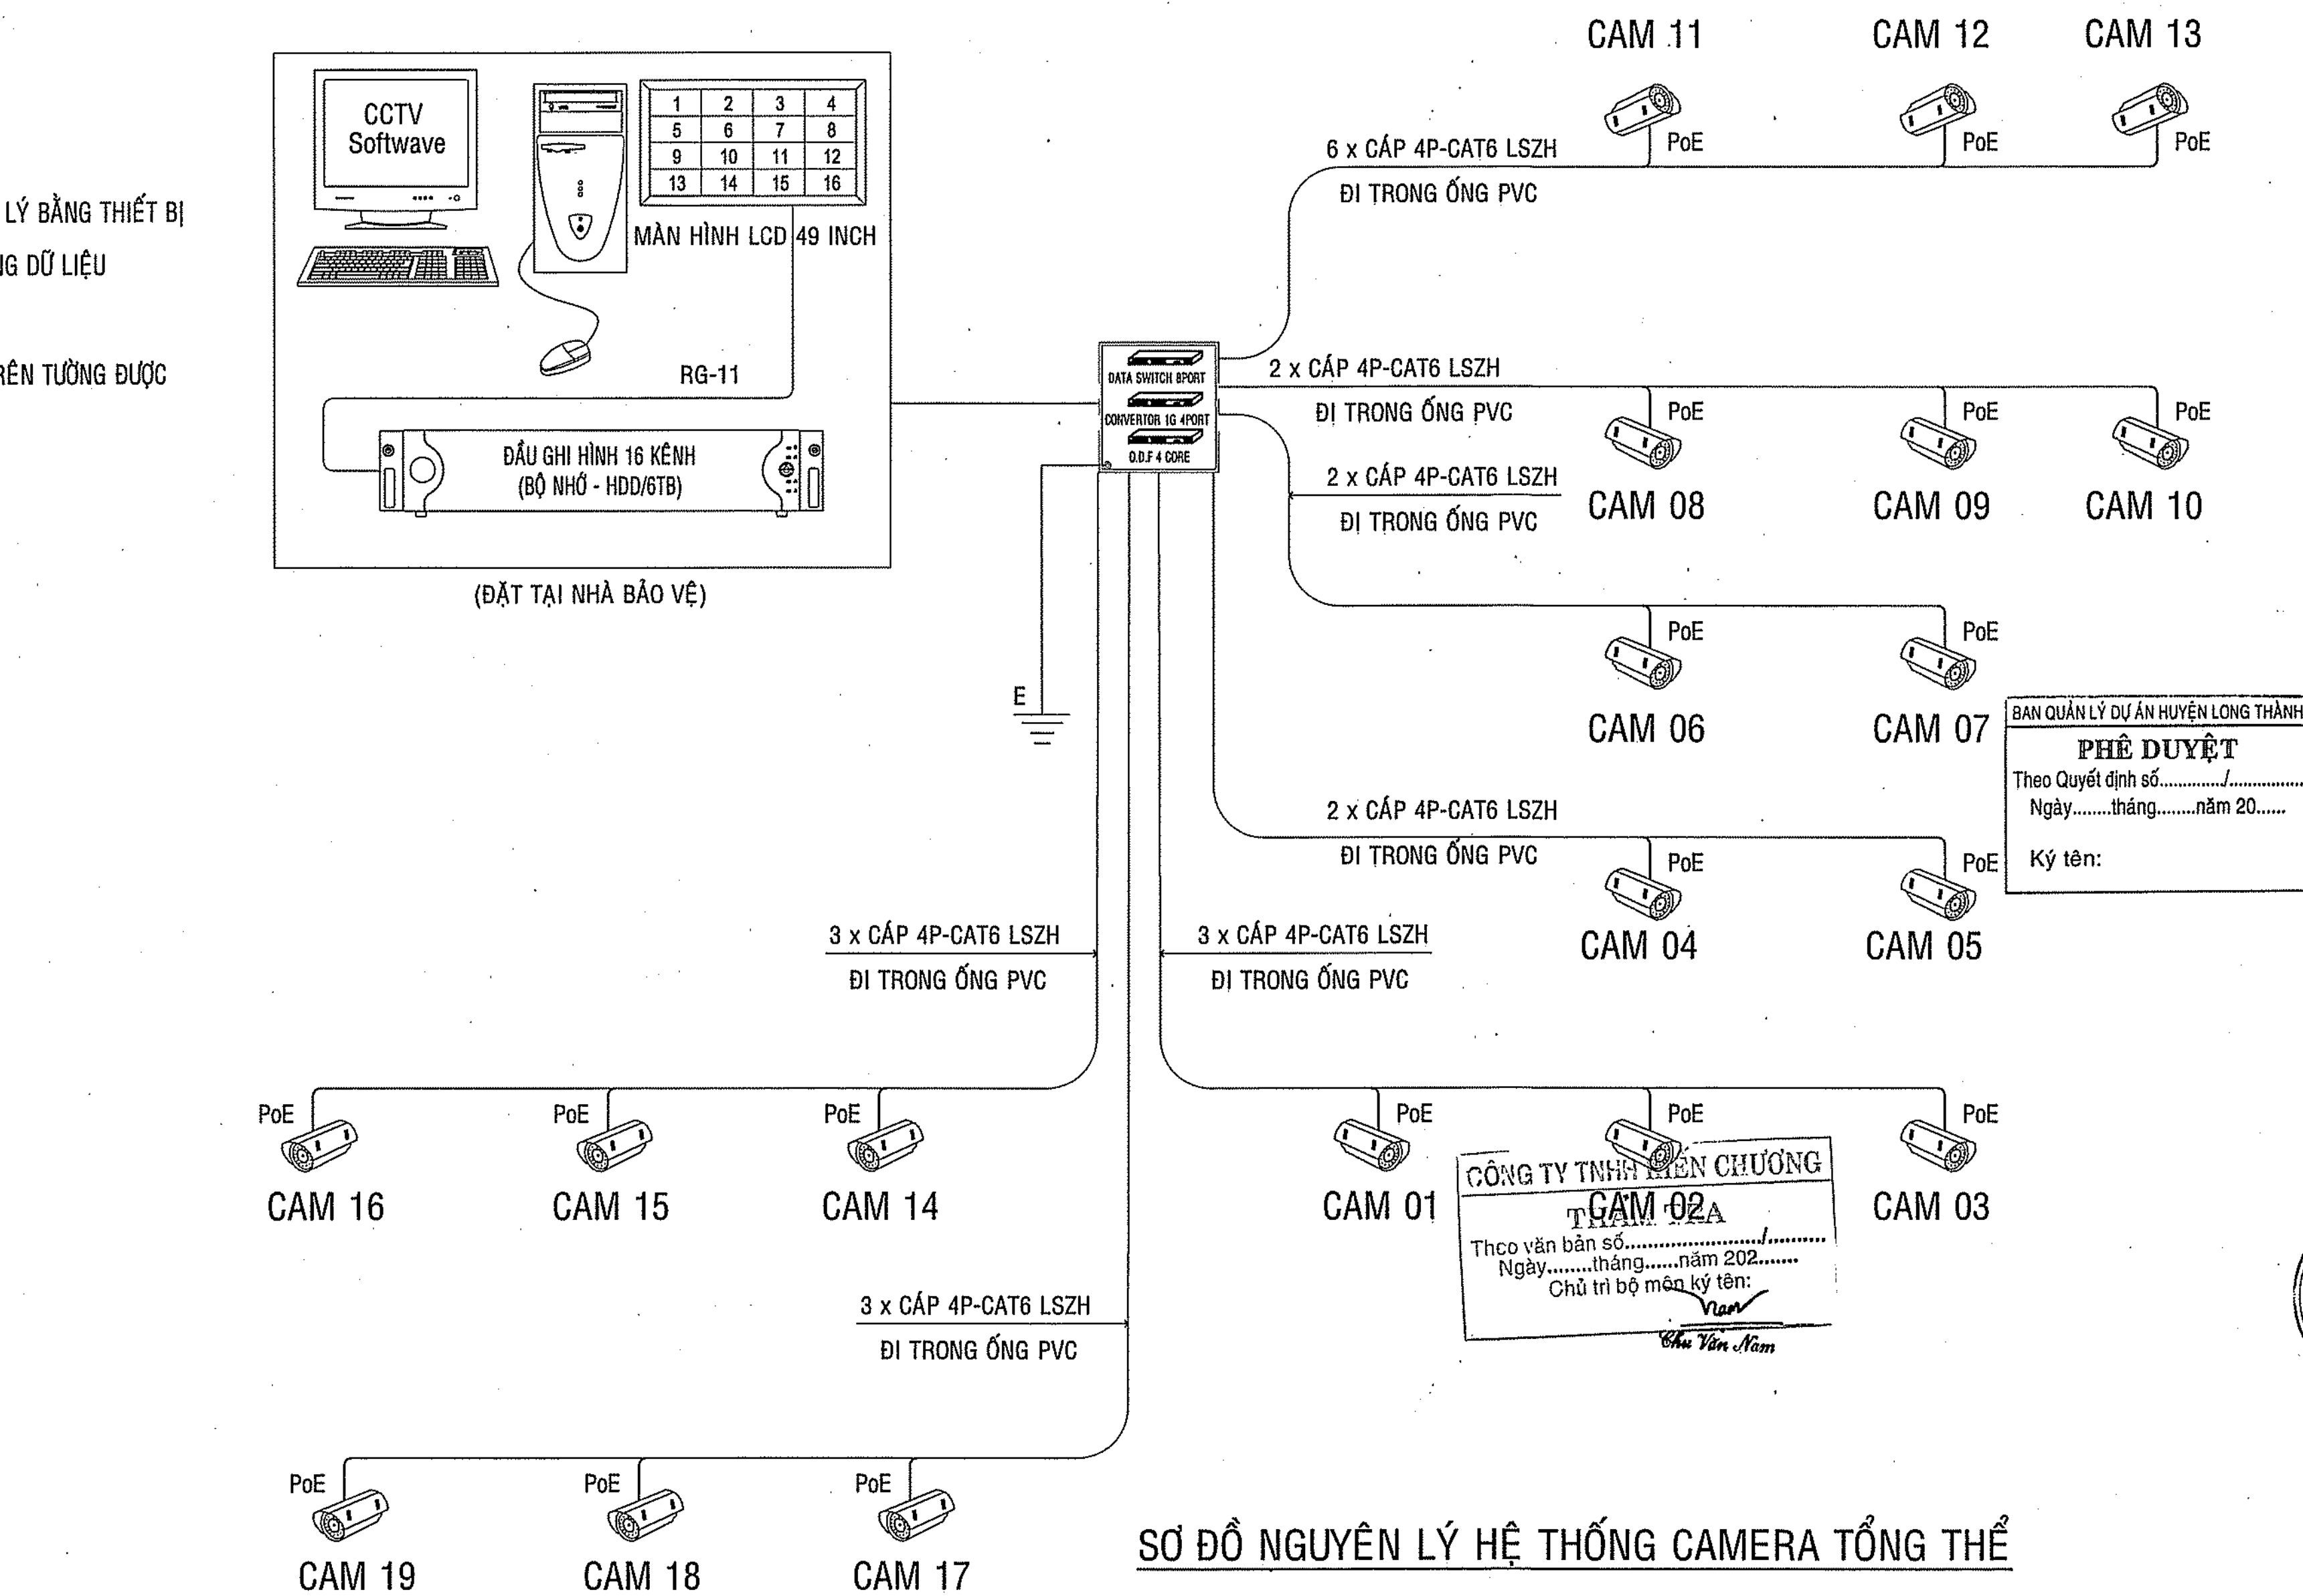 LÝ BẰNG THIẾT BỊ
DỮ LIỆU
TƯỜNG ĐƯỢC
CCTV
Softwave
1 2 3 4
5 6 7 8
9 10 11 12
13 14 15 16
MÀN HÌNH LCD 49 INCH
RG-11
ĐẦU GHI HÌNH 16 KÊNH
(BỘ NHỚ - HDD/6TB)
(ĐẶT TẠI NHÀ BẢO VỆ)
DATA SWITCH 8PORT
CONVERTOR 1G 4PORT
O.D.F 4 CORE
E
CAM 11 CAM 12 CAM 13
PoE PoE PoE
6 x CÁP 4P-CAT6 LSZH
ĐI TRONG ỐNG PVC
2 x CÁP 4P-CAT6 LSZH
ĐI TRONG ỐNG PVC
PoE PoE PoE
CAM 08 CAM 09 CAM 10
2 x CÁP 4P-CAT6 LSZH
ĐI TRONG ỐNG PVC
PoE PoE
CAM 06 CAM 07
BAN QUẢN LÝ DỰ ÁN HUYỆN LONG THÀNH
PHÊ DUYỆT
Theo Quyết định số............./...............
Ngày........tháng........năm 20......
Ký tên:
2 x CÁP 4P-CAT6 LSZH
ĐI TRONG ỐNG PVC
PoE PoE
CAM 04 CAM 05
3 x CÁP 4P-CAT6 LSZH
ĐI TRONG ỐNG PVC
3 x CÁP 4P-CAT6 LSZH
ĐI TRONG ỐNG PVC
PoE PoE PoE
CAM 16 CAM 15 CAM 14
PoE PoE PoE
CAM 01 CAM 02 CAM 03
CÔNG TY TNHH CHƯƠNG
THẨM TRA
Theo văn bản số......................./..........
Ngày........tháng......năm 202.......
Chủ trì bộ môn ký tên:
Nam
Chu Văn Nam
3 x CÁP 4P-CAT6 LSZH
ĐI TRONG ỐNG PVC
PoE PoE PoE
CAM 19 CAM 18 CAM 17
SƠ ĐỒ NGUYÊN LÝ HỆ THỐNG CAMERA TỔNG THỂ